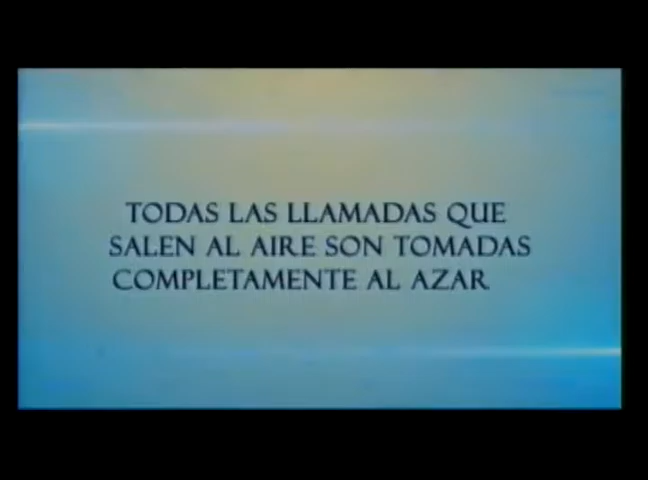 TODAS LAS LLAMADAS QUE
SALEN AL AIRE SON TOMADAS
COMPLETAMENTE AL AZAR